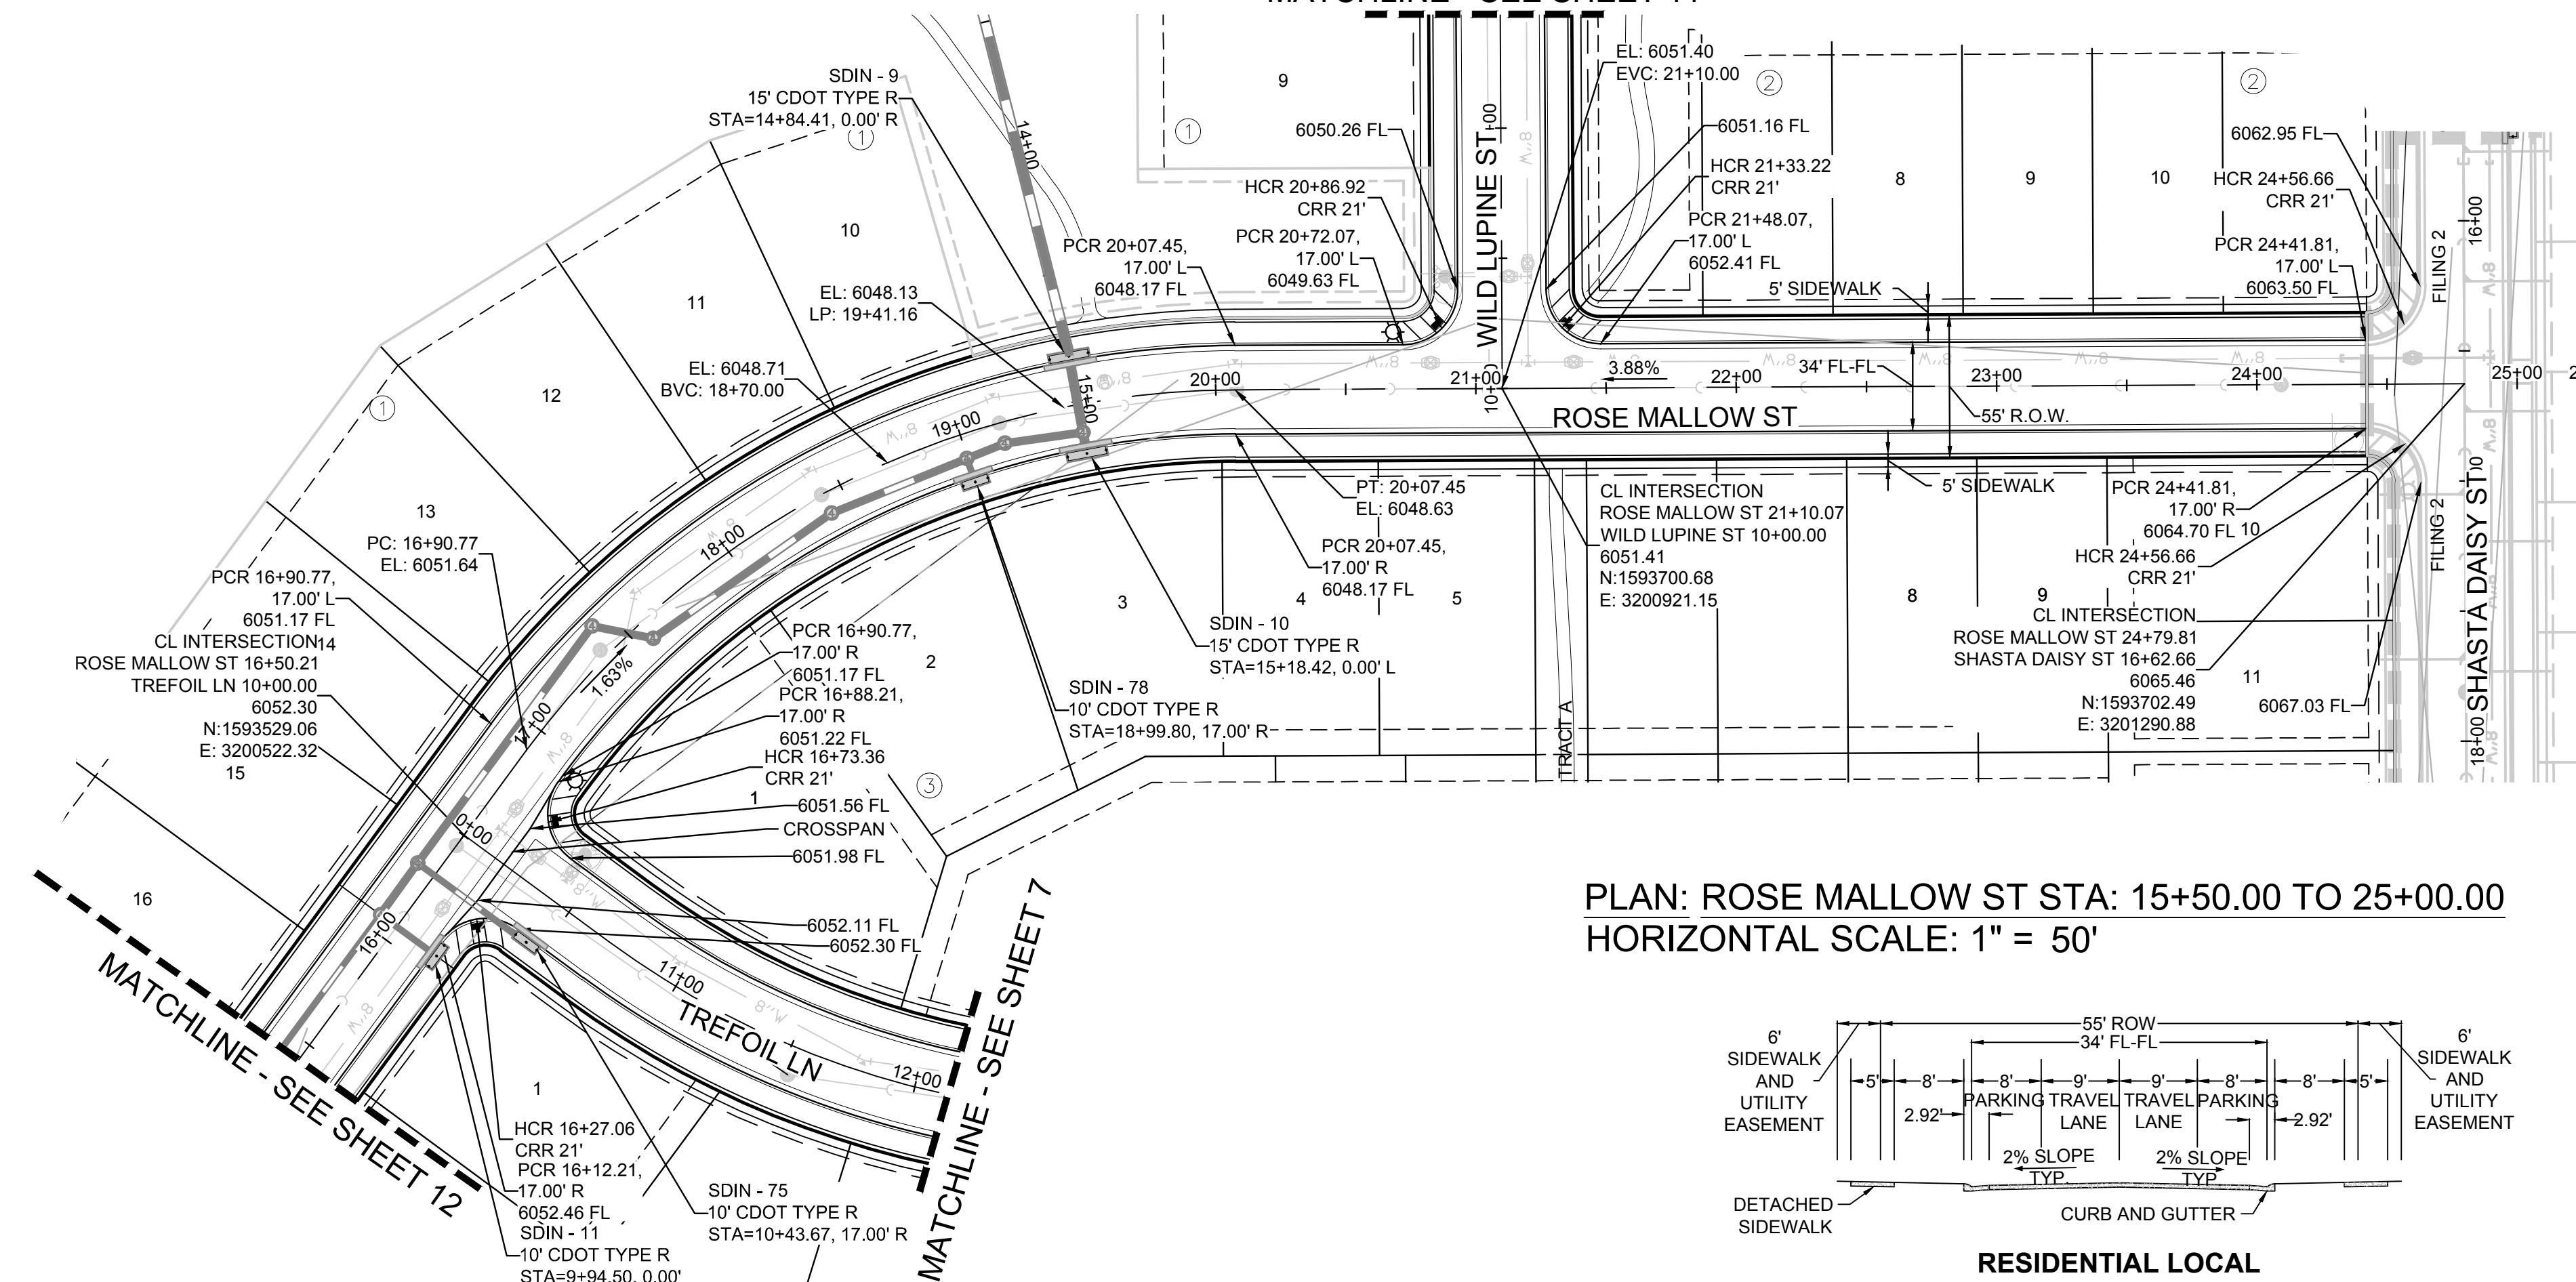 MATCHLINE - SEE SHEET 11
SDIN - 9
15' CDOT TYPE R
STA=14+84.41, 0.00' R
1
14+00
10
11
12
13
1
14
15
16
EL: 6048.13
LP: 19+41.16
EL: 6048.71
BVC: 18+70.00
PC: 16+90.77
EL: 6051.64
PCR 16+90.77,
17.00' L
6051.17 FL
CL INTERSECTION
ROSE MALLOW ST 16+50.21
TREFOIL LN 10+00.00
6052.30
N:1593529.06
E: 3200522.32
9
1
6050.26 FL
HCR 20+86.92
CRR 21'
PCR 20+72.07,
17.00' L
6049.63 FL
PCR 20+07.45,
17.00' L
6048.17 FL
WILD LUPINE ST
+00
10+00
EL: 6051.40
EVC: 21+10.00
2
2
6051.16 FL
HCR 21+33.22
CRR 21'
PCR 21+48.07,
17.00' L
6052.41 FL
8
9
10
5' SIDEWALK
6062.95 FL
HCR 24+56.66
CRR 21'
PCR 24+41.81,
17.00' L
6063.50 FL
FILING 2
16+00
8"W
15+00
19+00
18+00
17+00
0+00
16+00
20+00
21+00
3.88%
22+00
34' FL-FL
23+00
24+00
25+00
2
ROSE MALLOW ST
55' R.O.W.
1.63%
8"W
PT: 20+07.45
EL: 6048.63
PCR 20+07.45,
17.00' R
6048.17 FL
3
4
5
CL INTERSECTION
ROSE MALLOW ST 21+10.07
WILD LUPINE ST 10+00.00
6051.41
N:1593700.68
E: 3200921.15
TRACT A
5' SIDEWALK
8
9
10
11
PCR 24+41.81,
17.00' R
6064.70 FL
HCR 24+56.66
CRR 21'
CL INTERSECTION
ROSE MALLOW ST 24+79.81
SHASTA DAISY ST 16+62.66
6065.46
N:1593702.49
E: 3201290.88
6067.03 FL
FILING 2
SHASTA DAISY ST
18+00
SDIN - 10
15' CDOT TYPE R
STA=15+18.42, 0.00' L
SDIN - 78
10' CDOT TYPE R
STA=18+99.80, 17.00' R
PCR 16+90.77,
17.00' R
6051.17 FL
2
PCR 16+88.21,
17.00' R
6051.22 FL
HCR 16+73.36
CRR 21'
1
3
6051.56 FL
CROSSPAN
6051.98 FL
6052.11 FL
6052.30 FL
11+00
TREFOIL LN
12+00
MATCHLINE - SEE SHEET 7
MATCHLINE - SEE SHEET 12
1
HCR 16+27.06
CRR 21'
PCR 16+12.21,
17.00' R
6052.46 FL
SDIN - 11
10' CDOT TYPE R
STA=9+94.50, 0.00'
SDIN - 75
10' CDOT TYPE R
STA=10+43.67, 17.00' R
PLAN: ROSE MALLOW ST STA: 15+50.00 TO 25+00.00
HORIZONTAL SCALE: 1" = 50'
55' ROW
34' FL-FL
6'
SIDEWALK
AND
UTILITY
EASEMENT
5' 8' 8' 9' 9' 8' 8' 5'
PARKING TRAVEL LANE TRAVEL LANE PARKING
2.92' 2.92'
6'
SIDEWALK
AND
UTILITY
EASEMENT
2% SLOPE TYP. 2% SLOPE TYP
DETACHED
SIDEWALK
CURB AND GUTTER
RESIDENTIAL LOCAL